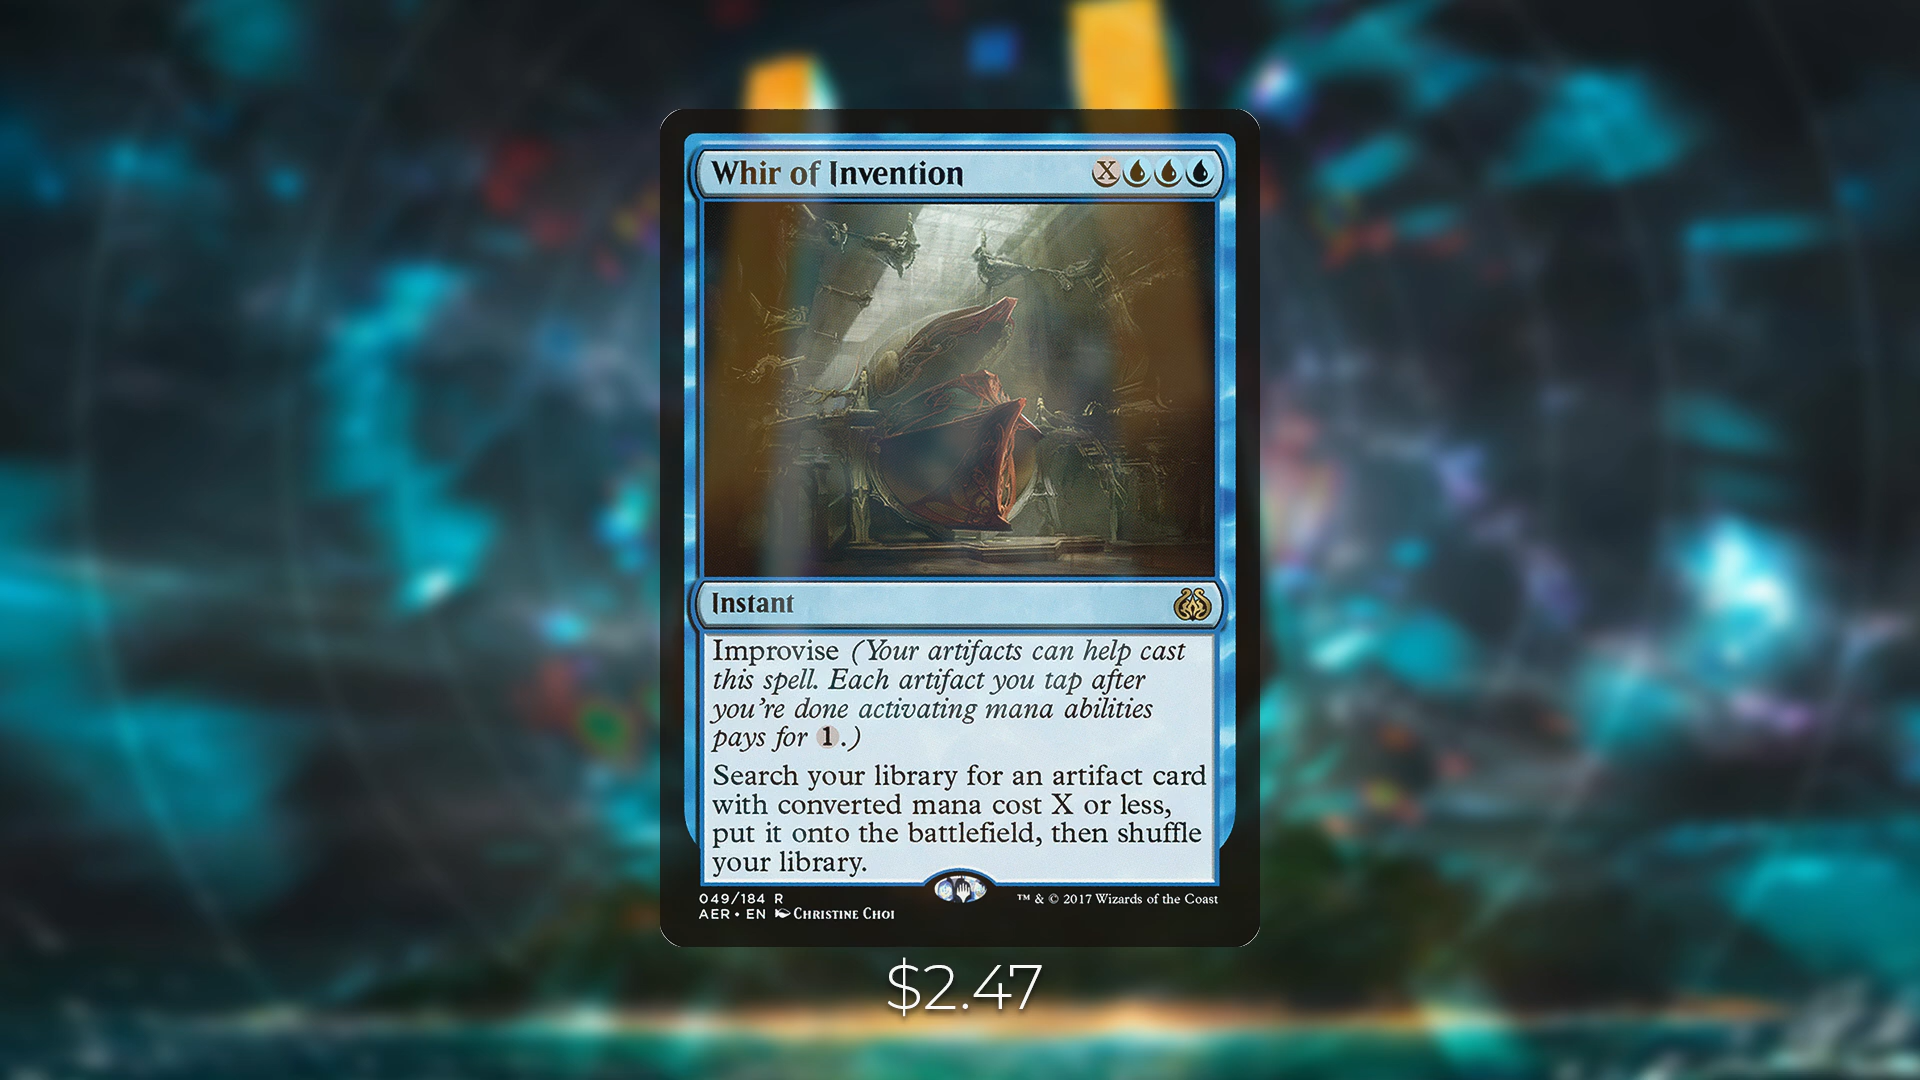 Whir of Invention X
Instant
Improvise (Your artifacts can help cast
this spell. Each artifact you tap after
you're done activating mana abilities
pays for 1.)
Search your library for an artifact card
with converted mana cost X or less,
put it onto the battlefield, then shuffle
your library.
049/184 R
AER • EN Christine Choi
™ & © 2017 Wizards of the Coast
$2.47